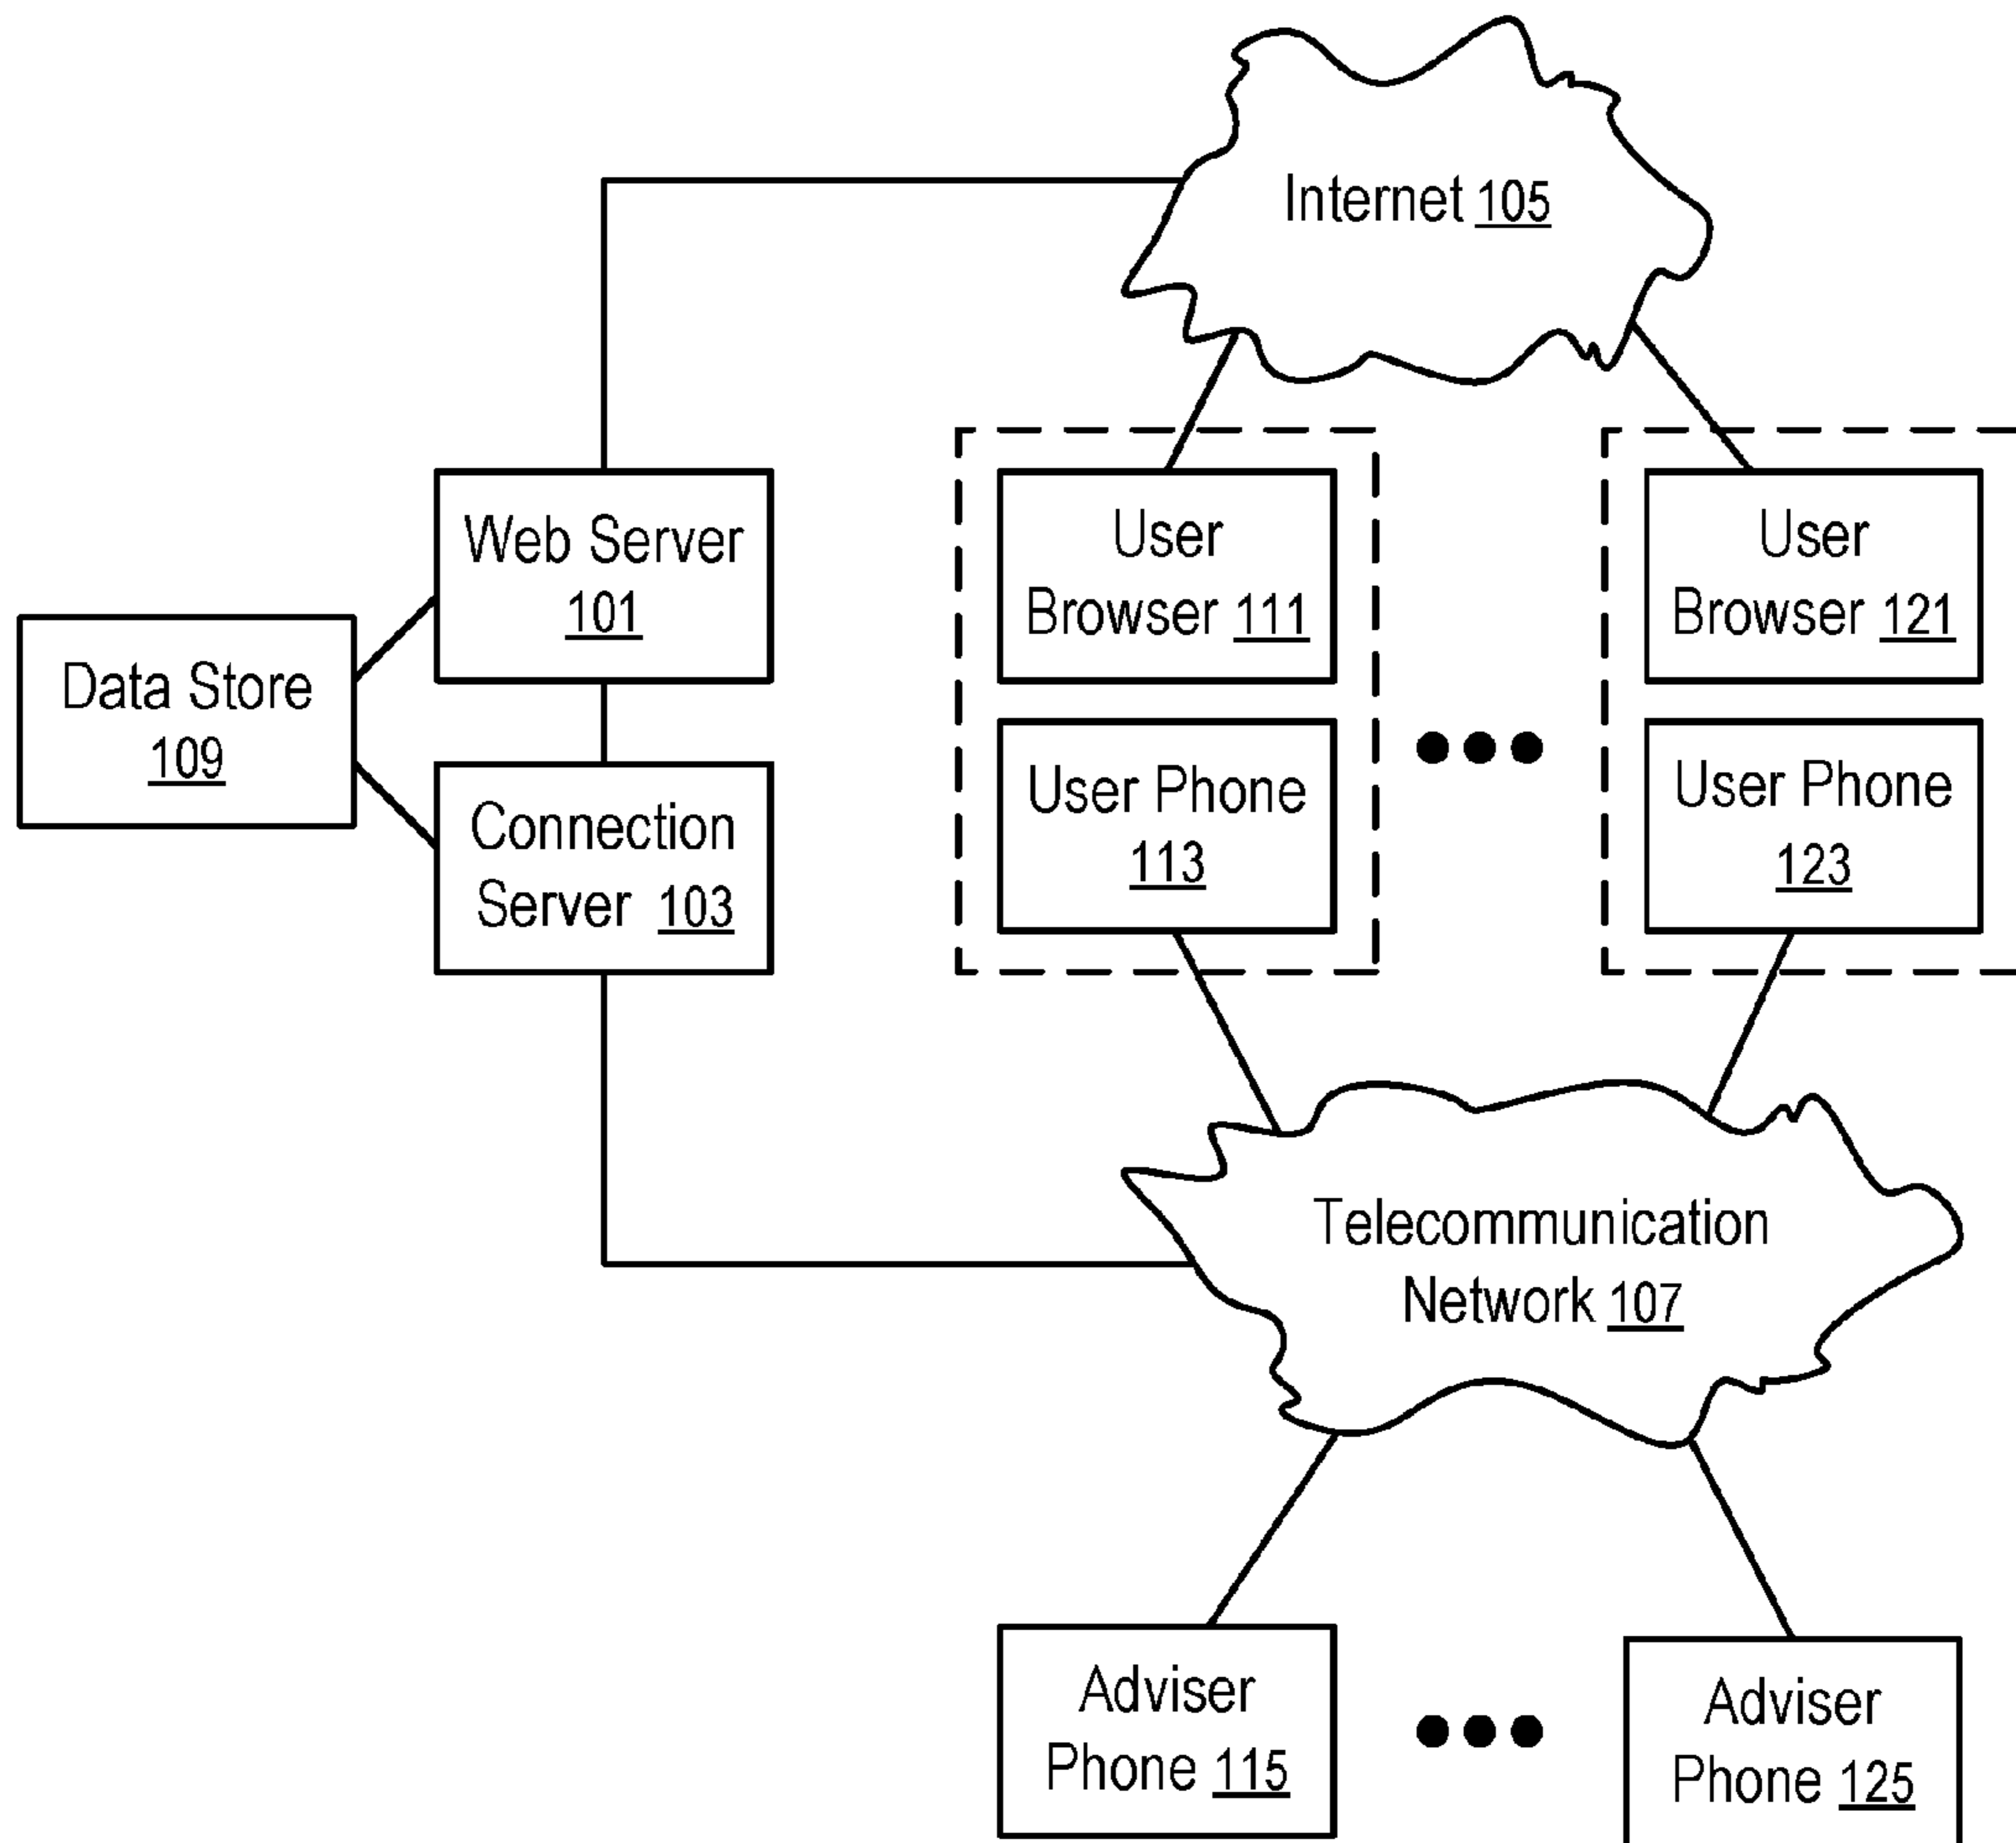 Internet 105
Web Server
101
User
Browser 111
User
Browser 121
Data Store
109
Connection
Server 103
User Phone
113
User Phone
123
Telecommunication
Network 107
Adviser
Phone 115
Adviser
Phone 125